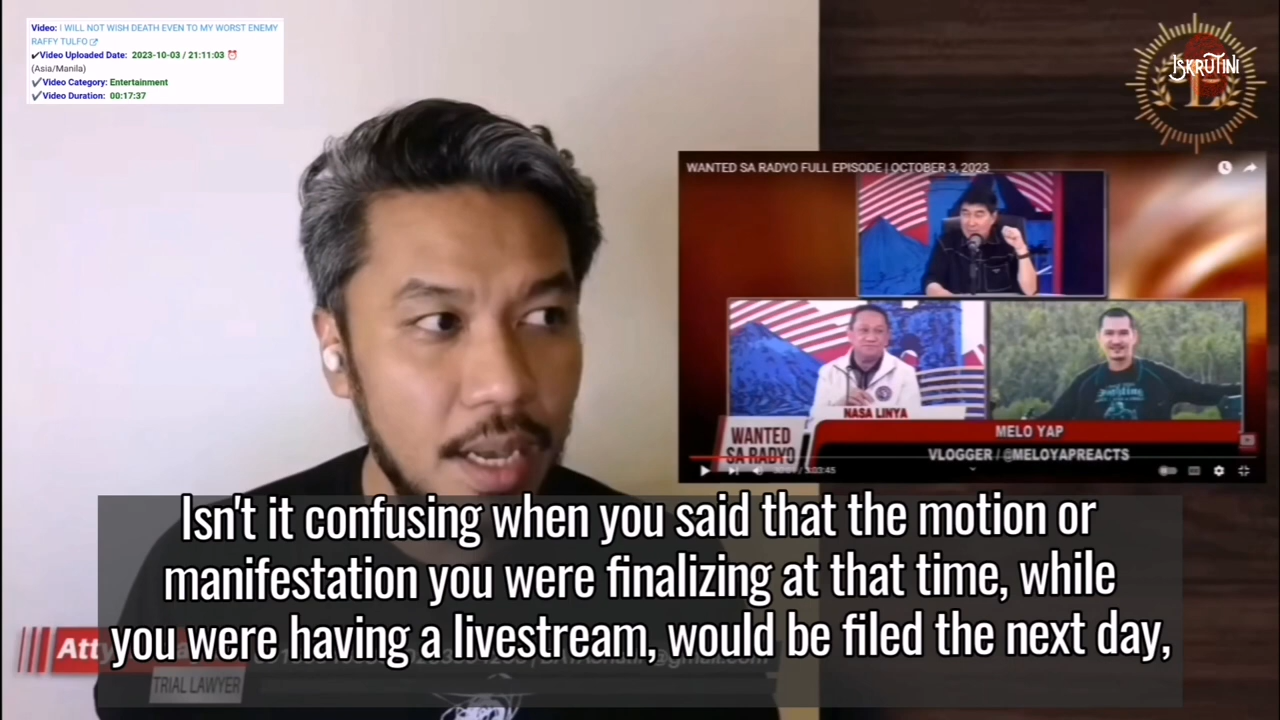 Video: I WILL NOT WISH DEATH EVEN TO MY WORST ENEMY
RAFFY TULFO
✔Video Uploaded Date: 2023-10-03 / 21:11:03
(Asia/Manila)
✔Video Category: Entertainment
✔Video Duration: 00:17:37
ISKRUTINI
WANTED SA RADYO FULL EPISODE | OCTOBER 3, 2023
NASA LINYA
WANTED
SA RADYO
MELO YAP
VLOGGER / @MELOYAPREACTS
Isn't it confusing when you said that the motion or
manifestation you were finalizing at that time, while
you were having a livestream, would be filed the next day,
TRIAL LAWYER